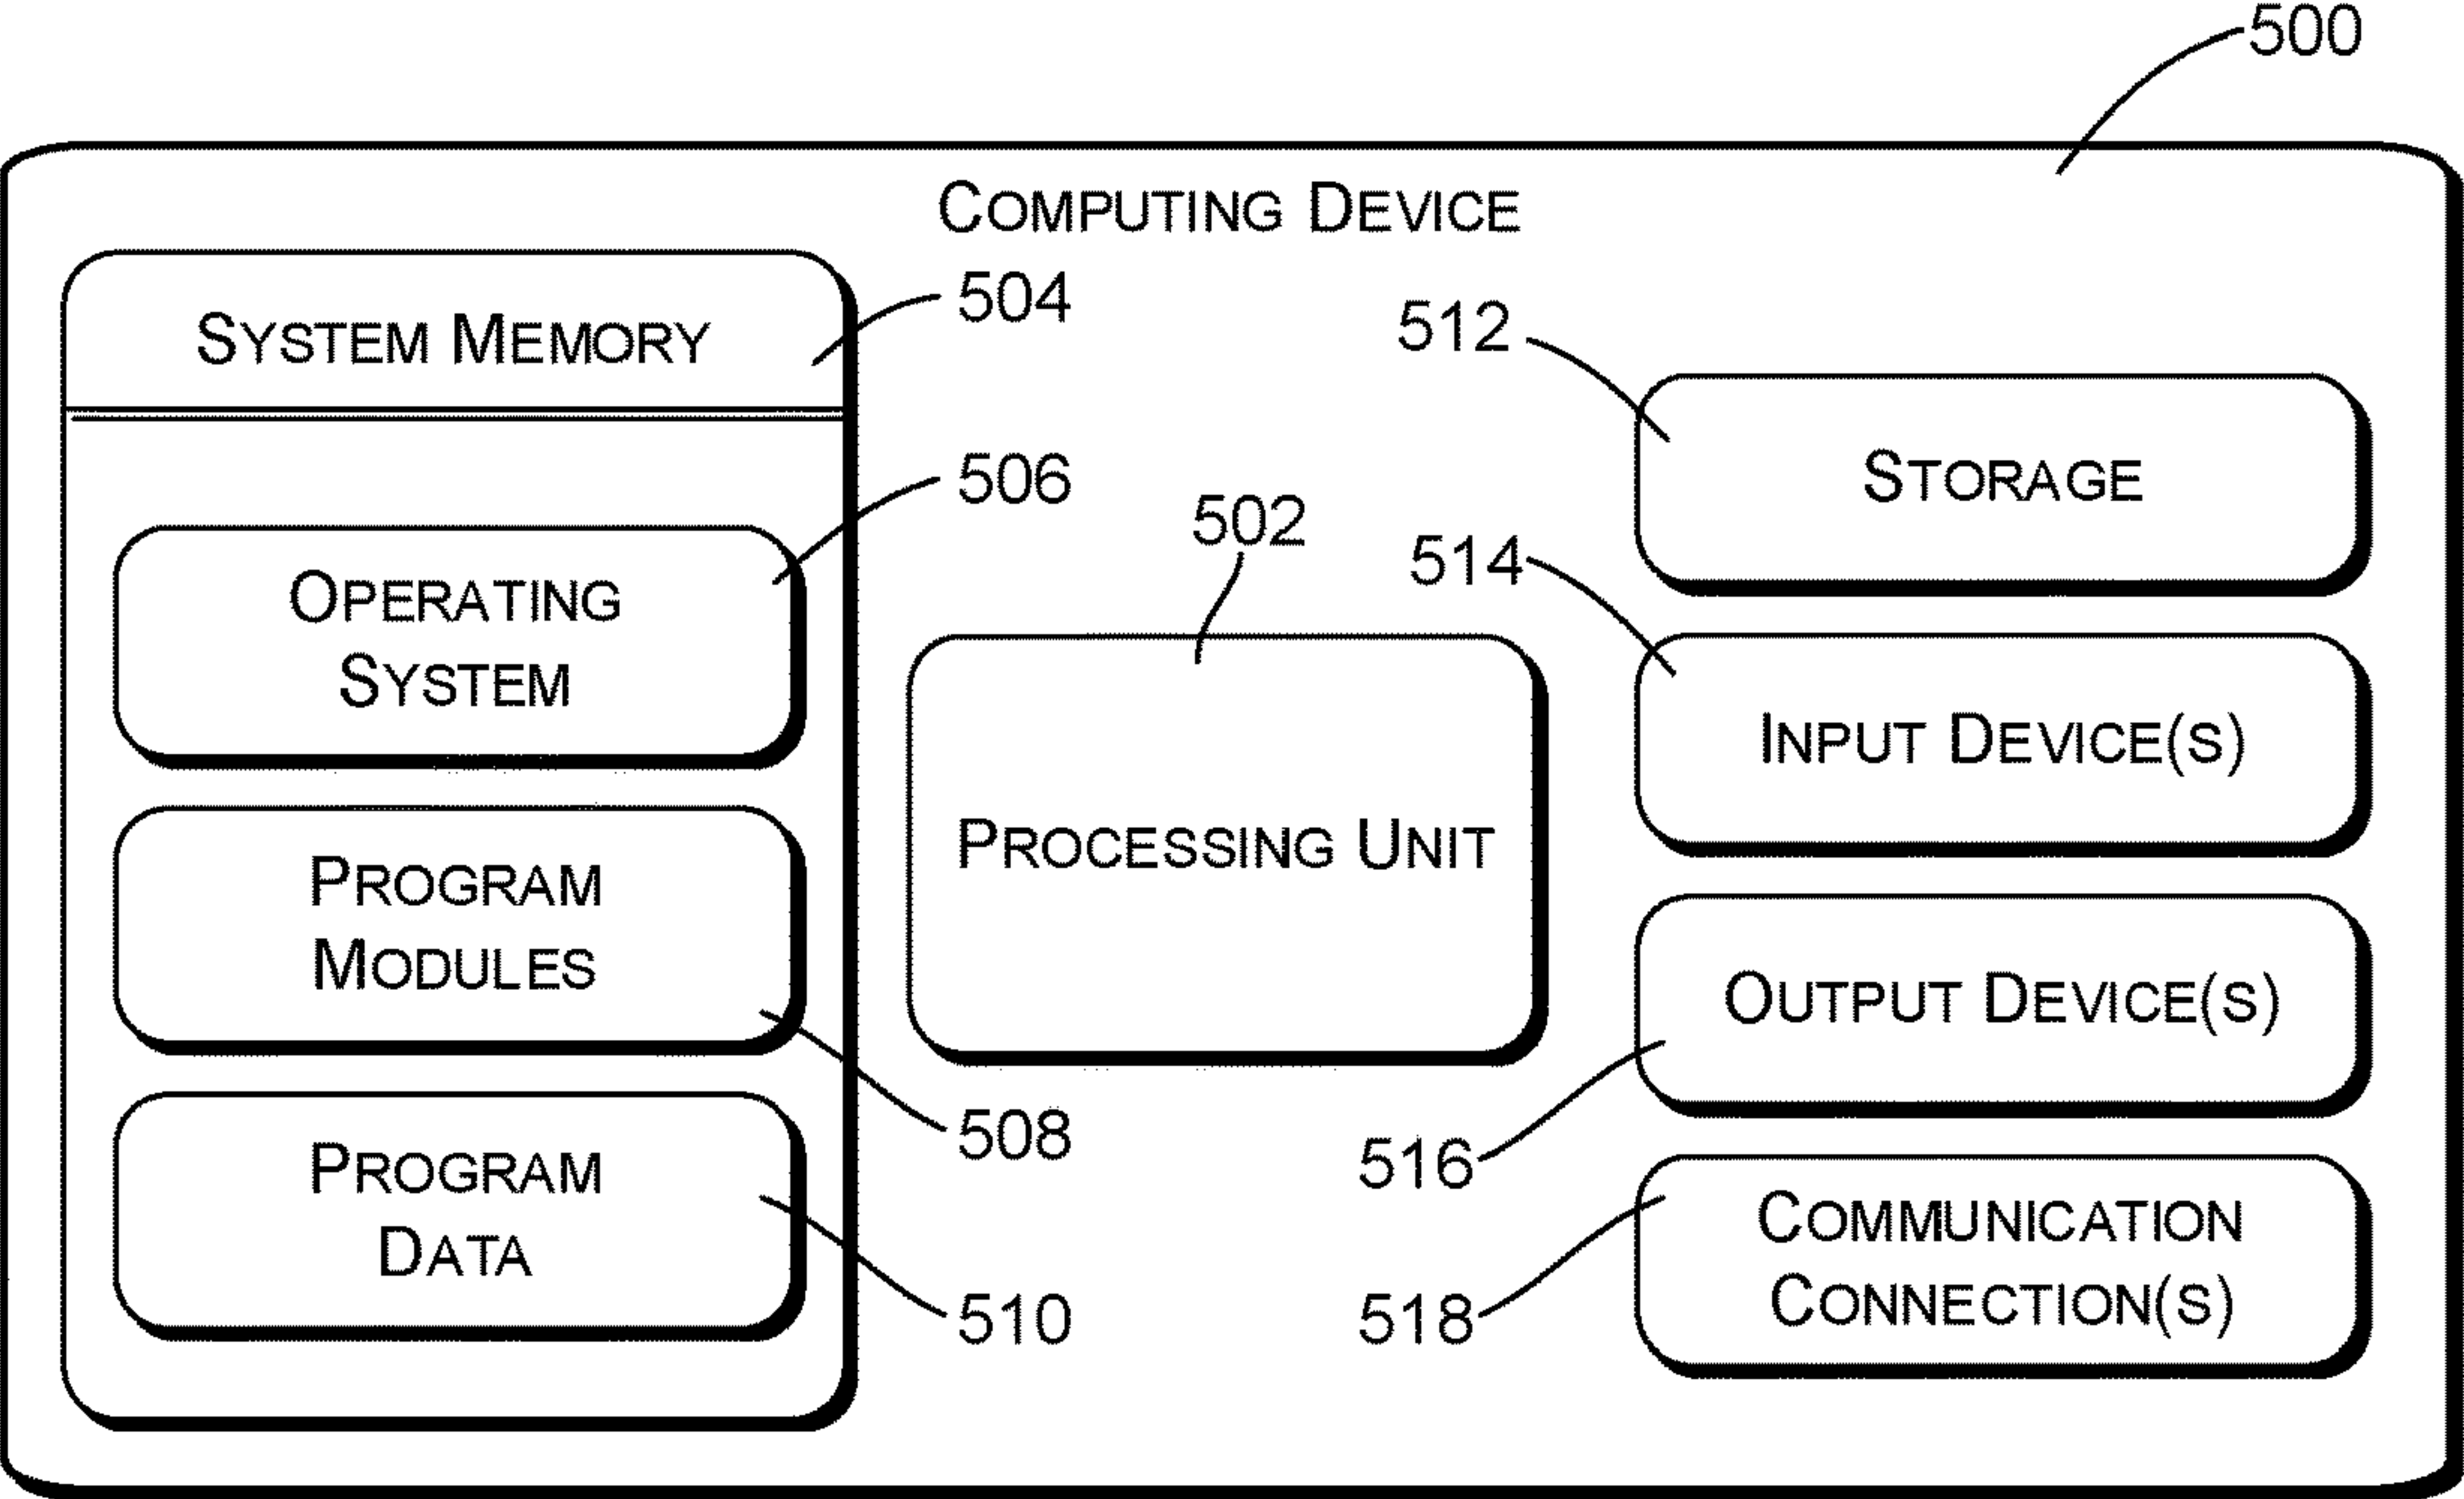 500
COMPUTING DEVICE
SYSTEM MEMORY
504
506
OPERATING
SYSTEM
PROGRAM
MODULES
508
PROGRAM
DATA
510
502
PROCESSING UNIT
512
STORAGE
514
INPUT DEVICE(S)
OUTPUT DEVICE(S)
516
COMMUNICATION
CONNECTION(S)
518